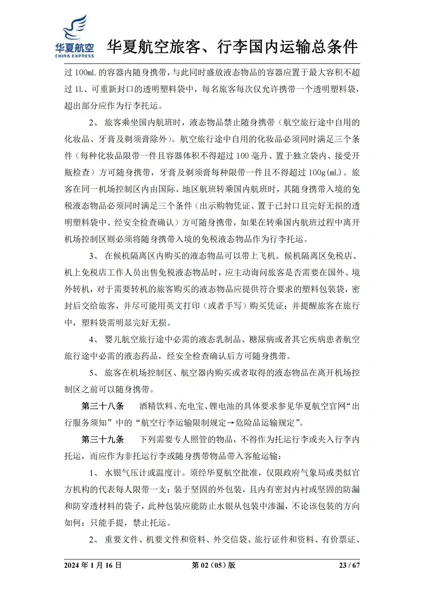 华夏航空
CHINA EXPRESS
华夏航空旅客、行李国内运输总条件
过 100mL 的容器内随身携带，与此同时盛放液态物品的容器应置于最大容积不超
过 1L、可重新封口的透明塑料袋中，每名旅客每次仅允许携带一个透明塑料袋，
超出部分应作为行李托运。
2、 旅客乘坐国内航班时，液态物品禁止随身携带（航空旅行途中自用的
化妆品、牙膏及剃须膏除外）。航空旅行途中自用的化妆品必须同时满足三个条
件（每种化妆品限带一件且容器体积不得超过 100 毫升、置于独立袋内、接受开
瓶检查）方可随身携带，牙膏及剃须膏每种限带一件且不得超过 100g(mL)。旅
客在同一机场控制区内由国际、地区航班转乘国内航班时，其随身携带入境的免
税液态物品必须同时满足三个条件（出示购物凭证、置于已封口且完好无损的透
明塑料袋中、经安全检查确认）方可随身携带，如果在转乘国内航班过程中离开
机场控制区则必须将随身携带入境的免税液态物品作为行李托运。
3、 在候机隔离区内购买的液态物品可以带上飞机。候机隔离区免税店、
机上免税店工作人员出售免税液态物品时，应主动询问旅客是否需要在国外、境
外转机，对于需要转机的旅客购买的液态物品应提供符合要求的塑料包装袋，密
封后交给旅客，并尽可能用英文打印（或者手写）购买凭证；并提醒旅客在旅行
中，塑料袋需明显完好无损。
4、 婴儿航空旅行途中必需的液态乳制品、糖尿病或者其它疾病患者航空
旅行途中必需的液态药品，经安全检查确认后方可随身携带。
5、 旅客在机场控制区、航空器内购买或者取得的液态物品在离开机场控
制区之前可以随身携带。
第三十八条 酒精饮料、充电宝、锂电池的具体要求参见华夏航空官网“出
行服务须知”中的“航空行李运输限制规定→危险品运输规定”。
第三十九条 下列需要专人照管的物品，不得作为托运行李或夹入行李内
托运，而应作为非托运行李或随身携带物品带入客舱运输：
1、 水银气压计或温度计。须经华夏航空批准，仅限政府气象局或类似官
方机构的代表每人限带一支；装于坚固的外包装，且内有密封内衬或坚固的防漏
和防穿透材料的袋子，此种包装应能防止水银从包装中渗漏，不论该包装的方向
如何；只能手提，禁止托运。
2、 重要文件、机要文件和资料、外交信袋、旅行证件和资料、有价票证、
2024 年 1 月 16 日 第 02（05）版 23 / 67